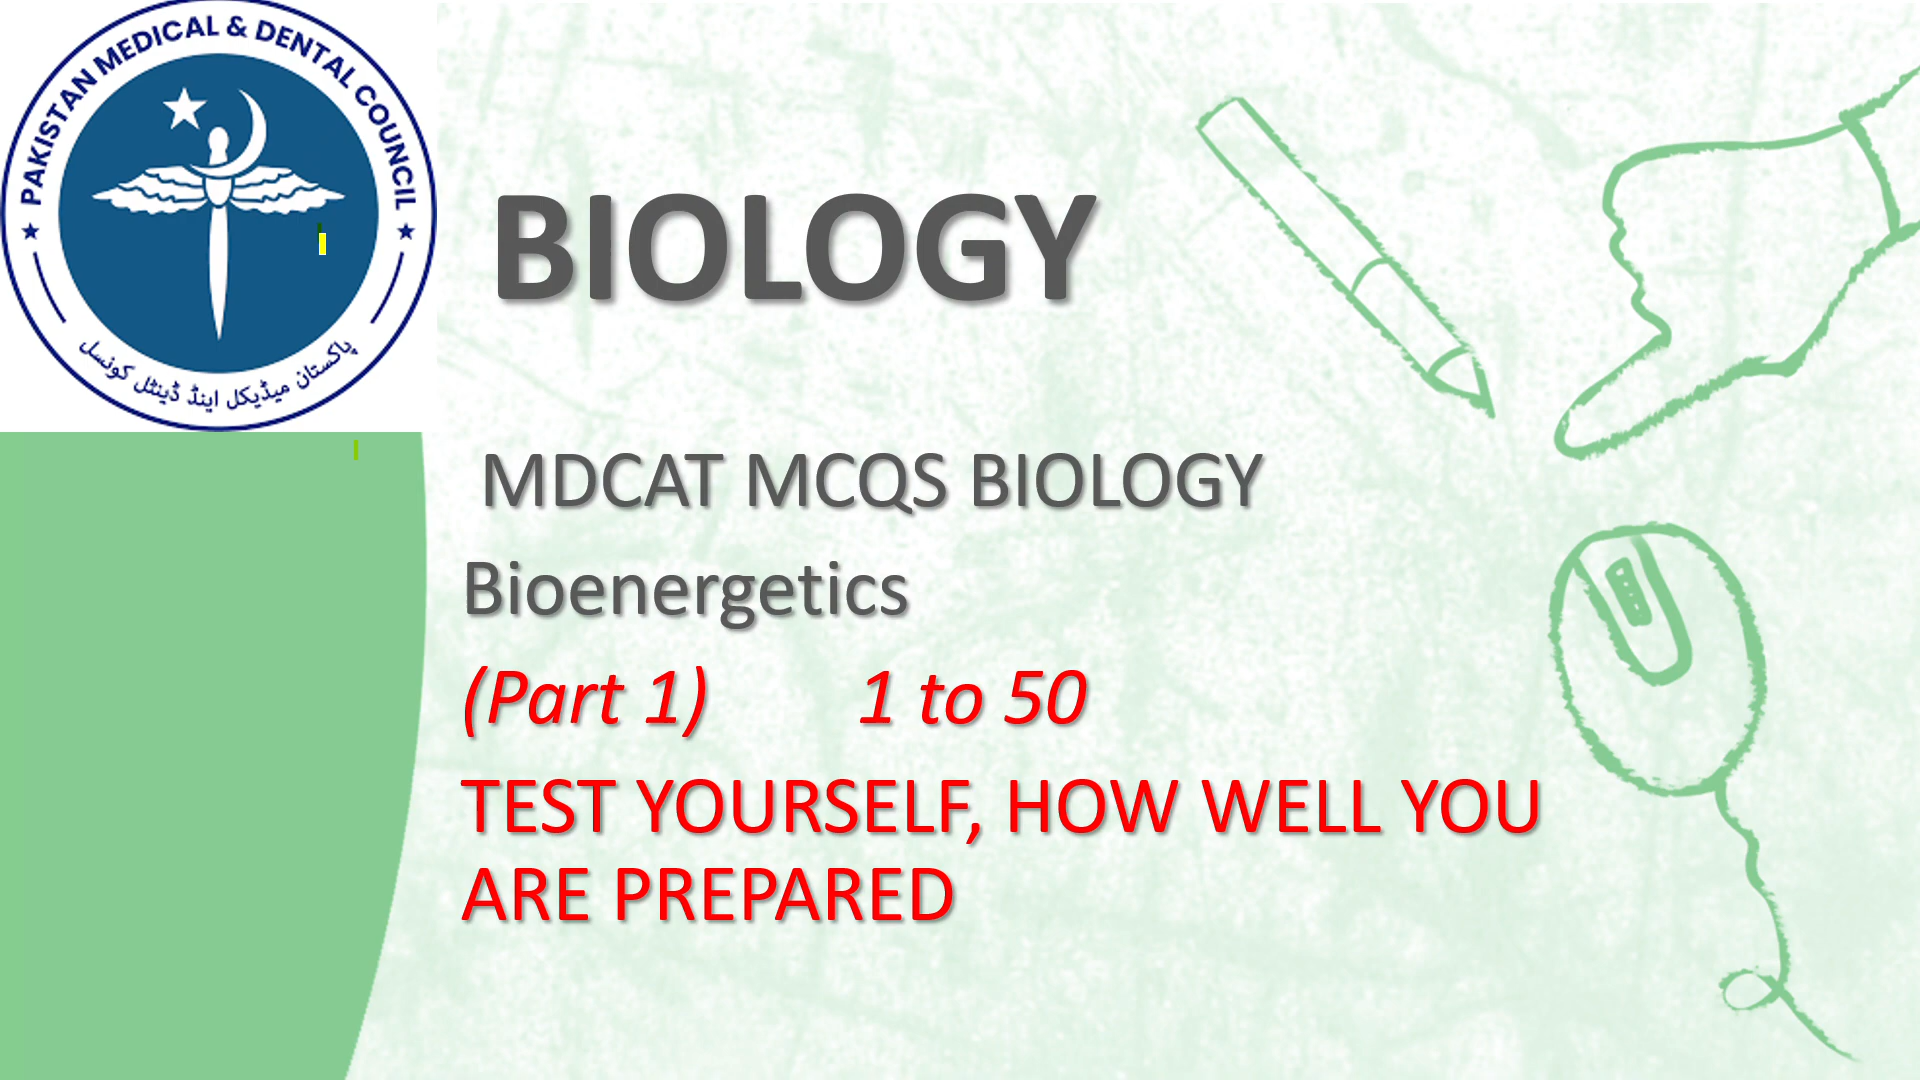 PAKISTAN MEDICAL & DENTAL COUNCIL
پاکستان میڈیکل اینڈ ڈینٹل کونسل
BIOLOGY
MDCAT MCQS BIOLOGY
Bioenergetics
(Part 1) 1 to 50
TEST YOURSELF, HOW WELL YOU
ARE PREPARED